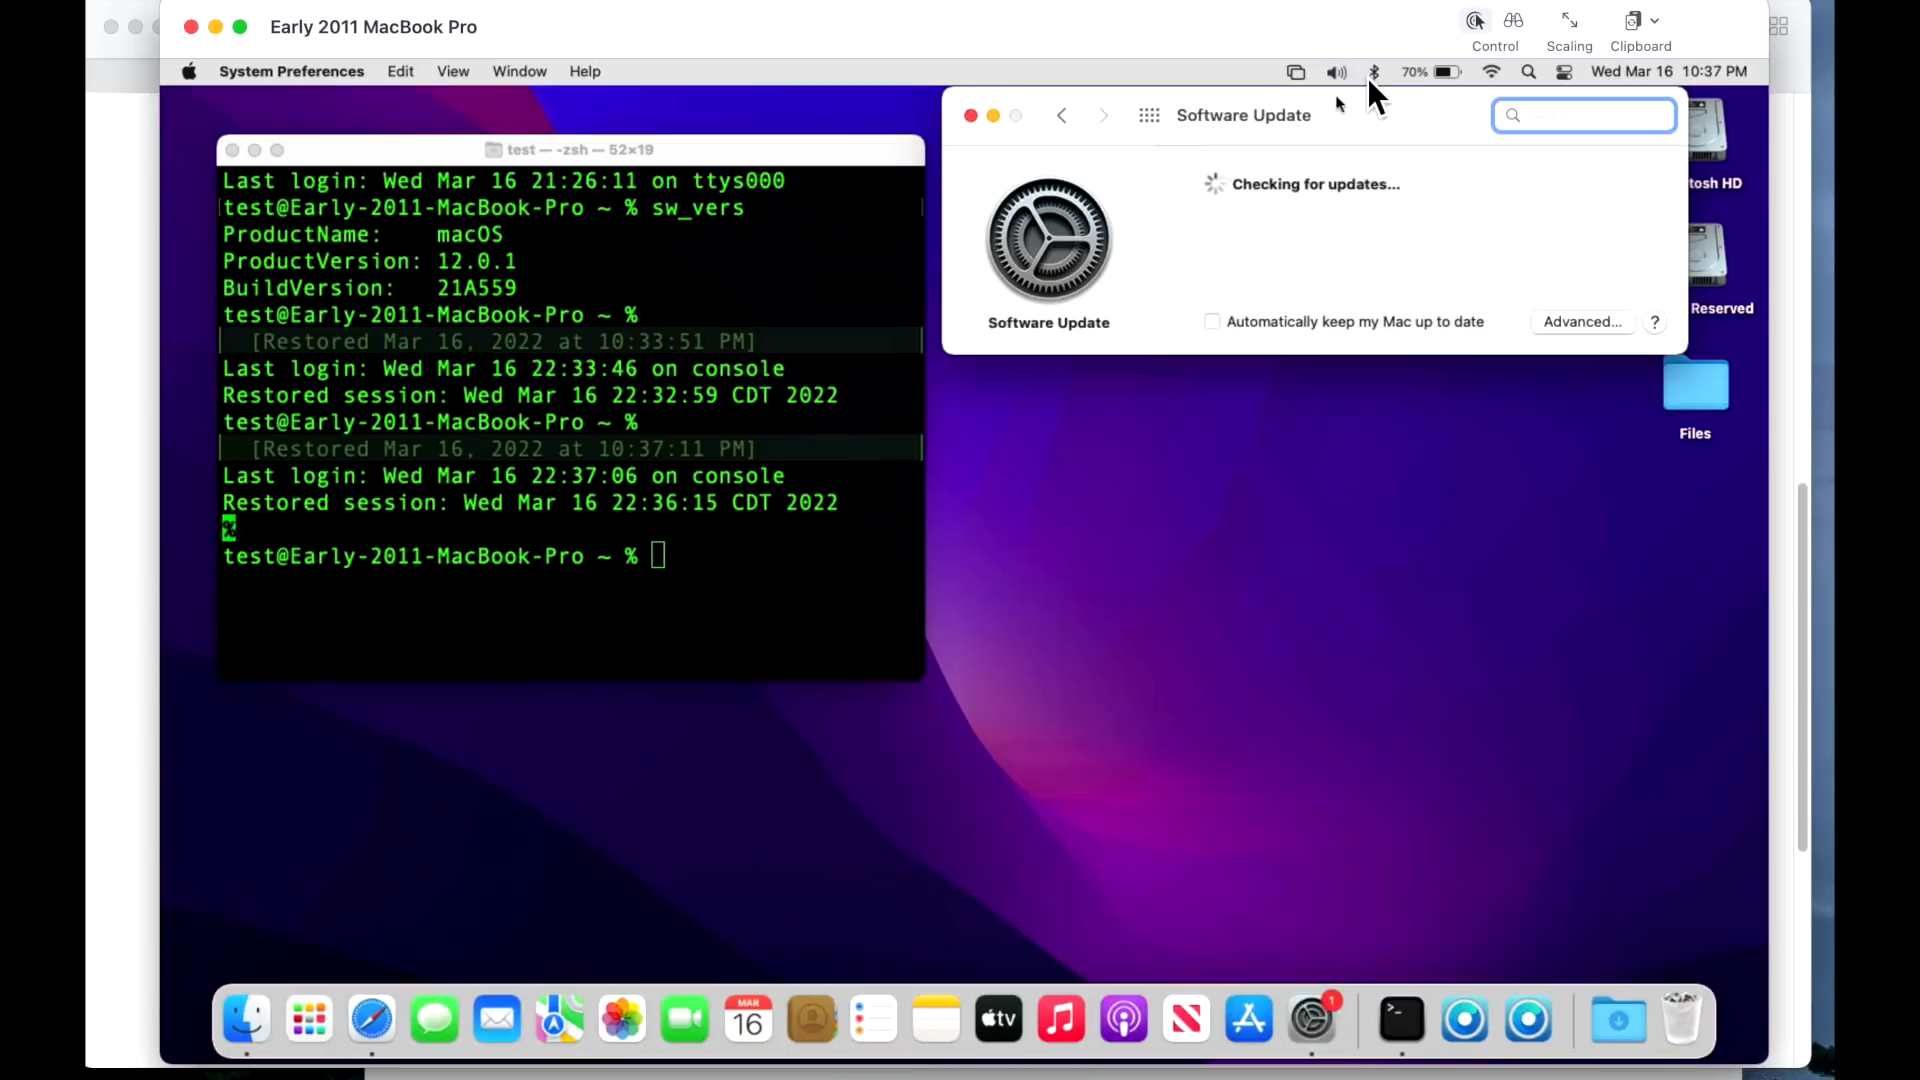 Early 2011 MacBook Pro
Control
Scaling
Clipboard
System Preferences Edit View Window Help
70%
Wed Mar 16 10:37 PM
test — -zsh — 52×19
Last login: Wed Mar 16 21:26:11 on ttys000
test@Early-2011-MacBook-Pro ~ % sw_vers
ProductName: macOS
ProductVersion: 12.0.1
BuildVersion: 21A559
test@Early-2011-MacBook-Pro ~ %
[Restored Mar 16, 2022 at 10:33:51 PM]
Last login: Wed Mar 16 22:33:46 on console
Restored session: Wed Mar 16 22:32:59 CDT 2022
test@Early-2011-MacBook-Pro ~ %
[Restored Mar 16, 2022 at 10:37:11 PM]
Last login: Wed Mar 16 22:37:06 on console
Restored session: Wed Mar 16 22:36:15 CDT 2022
%
test@Early-2011-MacBook-Pro ~ %
Software Update
Checking for updates...
Software Update
Automatically keep my Mac up to date
Advanced...
?
tosh HD
Reserved
Files
MAR
16
tv
1
>_